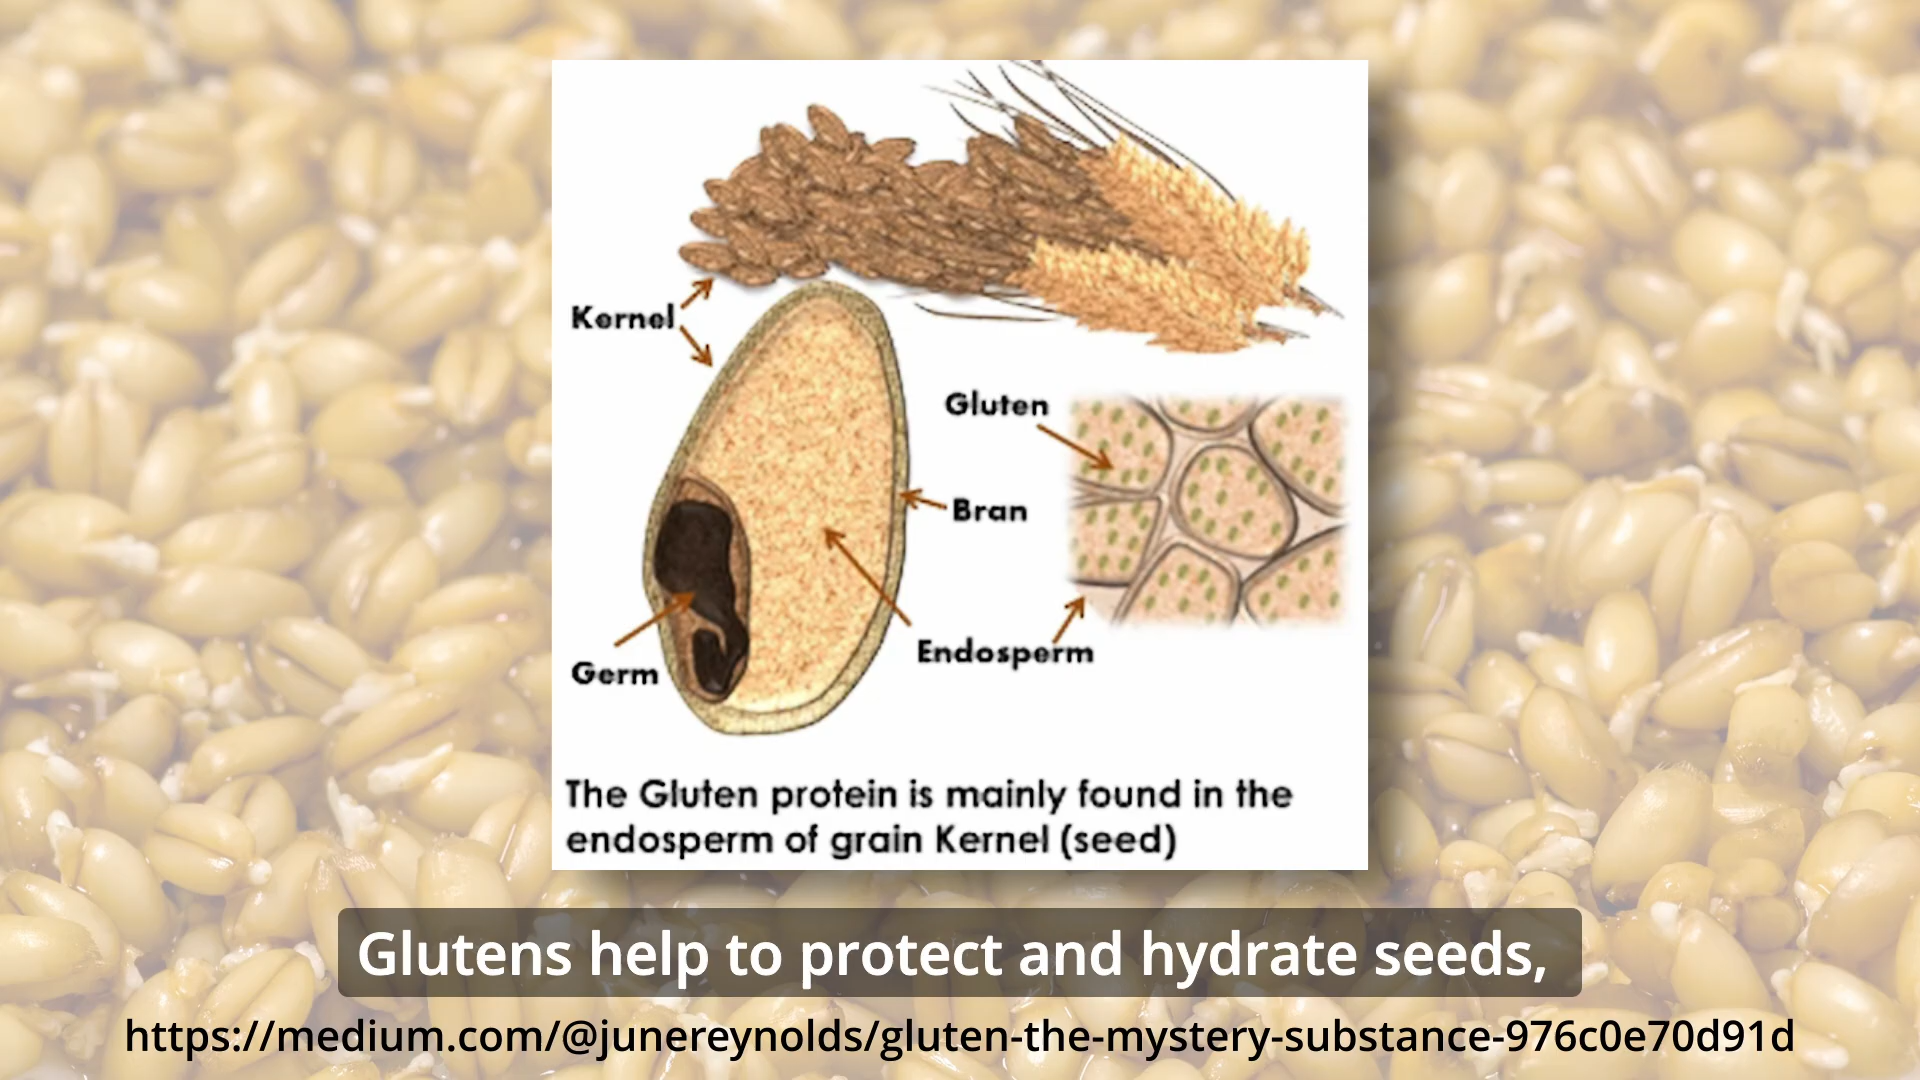 Kernel
Gluten
Bran
Endosperm
Germ
The Gluten protein is mainly found in the
endosperm of grain Kernel (seed)
Glutens help to protect and hydrate seeds,
https://medium.com/@junereynolds/gluten-the-mystery-substance-976c0e70d91d